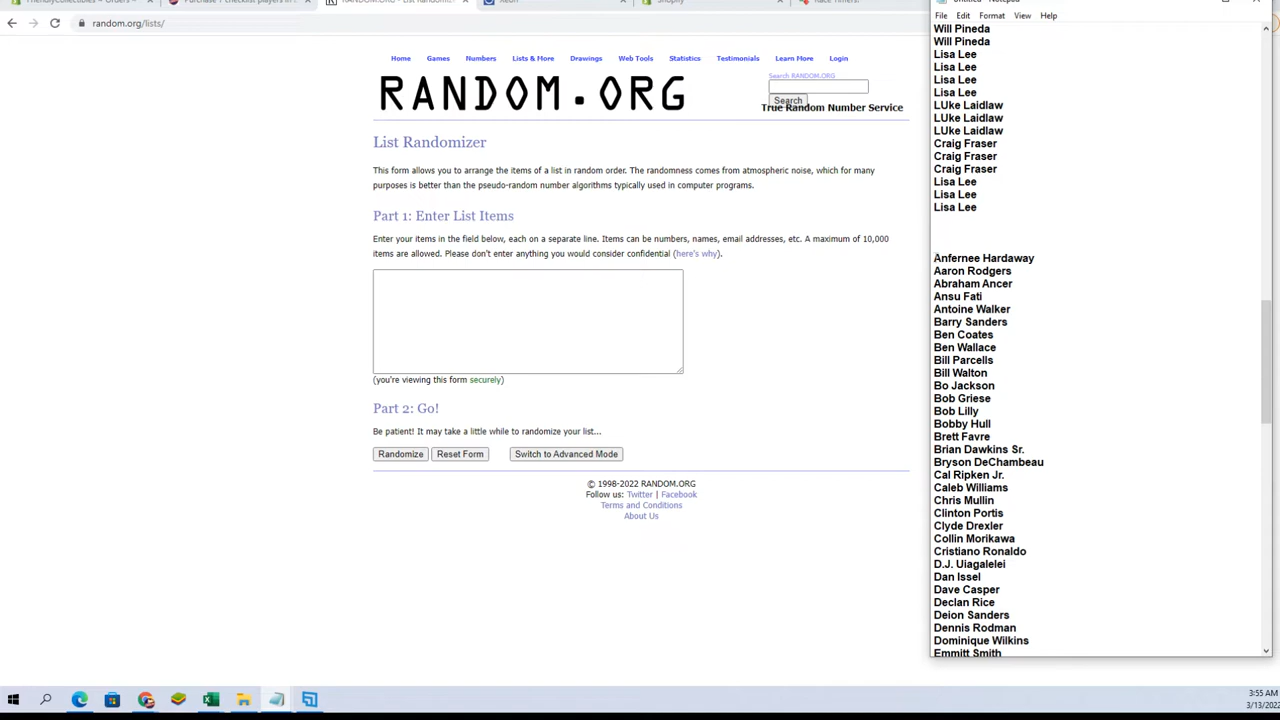 Purchase 1 checklist players in
random.org/lists/
Home Games Numbers Lists & More Drawings Web Tools Statistics Testimonials Learn More Login
RANDOM.ORG
Search RANDOM.ORG
Search
True Random Number Service
List Randomizer
This form allows you to arrange the items of a list in random order. The randomness comes from atmospheric noise, which for many
purposes is better than the pseudo-random number algorithms typically used in computer programs.
Part 1: Enter List Items
Enter your items in the field below, each on a separate line. Items can be numbers, names, email addresses, etc. A maximum of 10,000
items are allowed. Please don't enter anything you would consider confidential (here's why).
(you're viewing this form securely)
Part 2: Go!
Be patient! It may take a little while to randomize your list...
Randomize Reset Form Switch to Advanced Mode
© 1998-2022 RANDOM.ORG
Follow us: Twitter | Facebook
Terms and Conditions
About Us
File Edit Format View Help
Will Pineda
Will Pineda
Lisa Lee
Lisa Lee
Lisa Lee
Lisa Lee
LUke Laidlaw
LUke Laidlaw
LUke Laidlaw
Craig Fraser
Craig Fraser
Craig Fraser
Lisa Lee
Lisa Lee
Lisa Lee
Anfernee Hardaway
Aaron Rodgers
Abraham Ancer
Ansu Fati
Antoine Walker
Barry Sanders
Ben Coates
Ben Wallace
Bill Parcells
Bill Walton
Bo Jackson
Bob Griese
Bob Lilly
Bobby Hull
Brett Favre
Brian Dawkins Sr.
Bryson DeChambeau
Cal Ripken Jr.
Caleb Williams
Chris Mullin
Clinton Portis
Clyde Drexler
Collin Morikawa
Cristiano Ronaldo
D.J. Uiagalelei
Dan Issel
Dave Casper
Declan Rice
Deion Sanders
Dennis Rodman
Dominique Wilkins
Emmitt Smith
3:55 AM